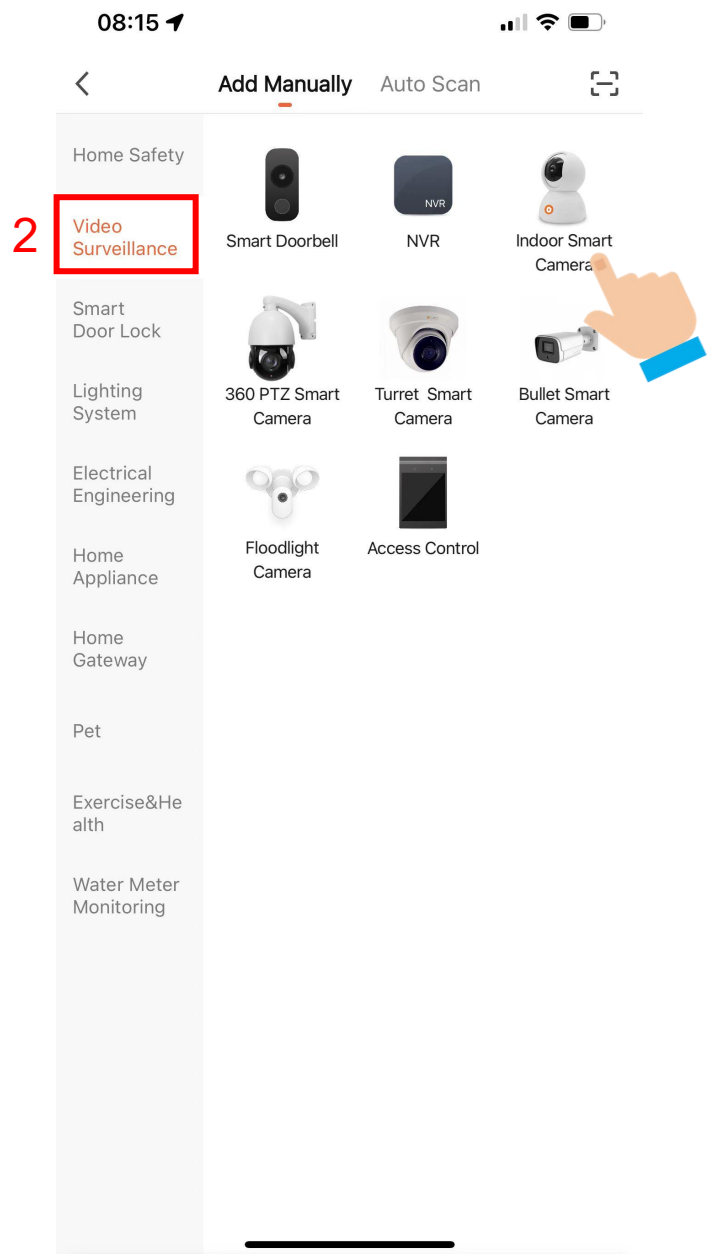 08:15
Add Manually Auto Scan
Home Safety
2
Video
Surveillance
Smart
Door Lock
Lighting
System
Electrical
Engineering
Home
Appliance
Home
Gateway
Pet
Exercise&He
alth
Water Meter
Monitoring
Smart Doorbell
NVR
NVR
Indoor Smart
Camera
360 PTZ Smart
Camera
Turret Smart
Camera
Bullet Smart
Camera
Floodlight
Camera
Access Control